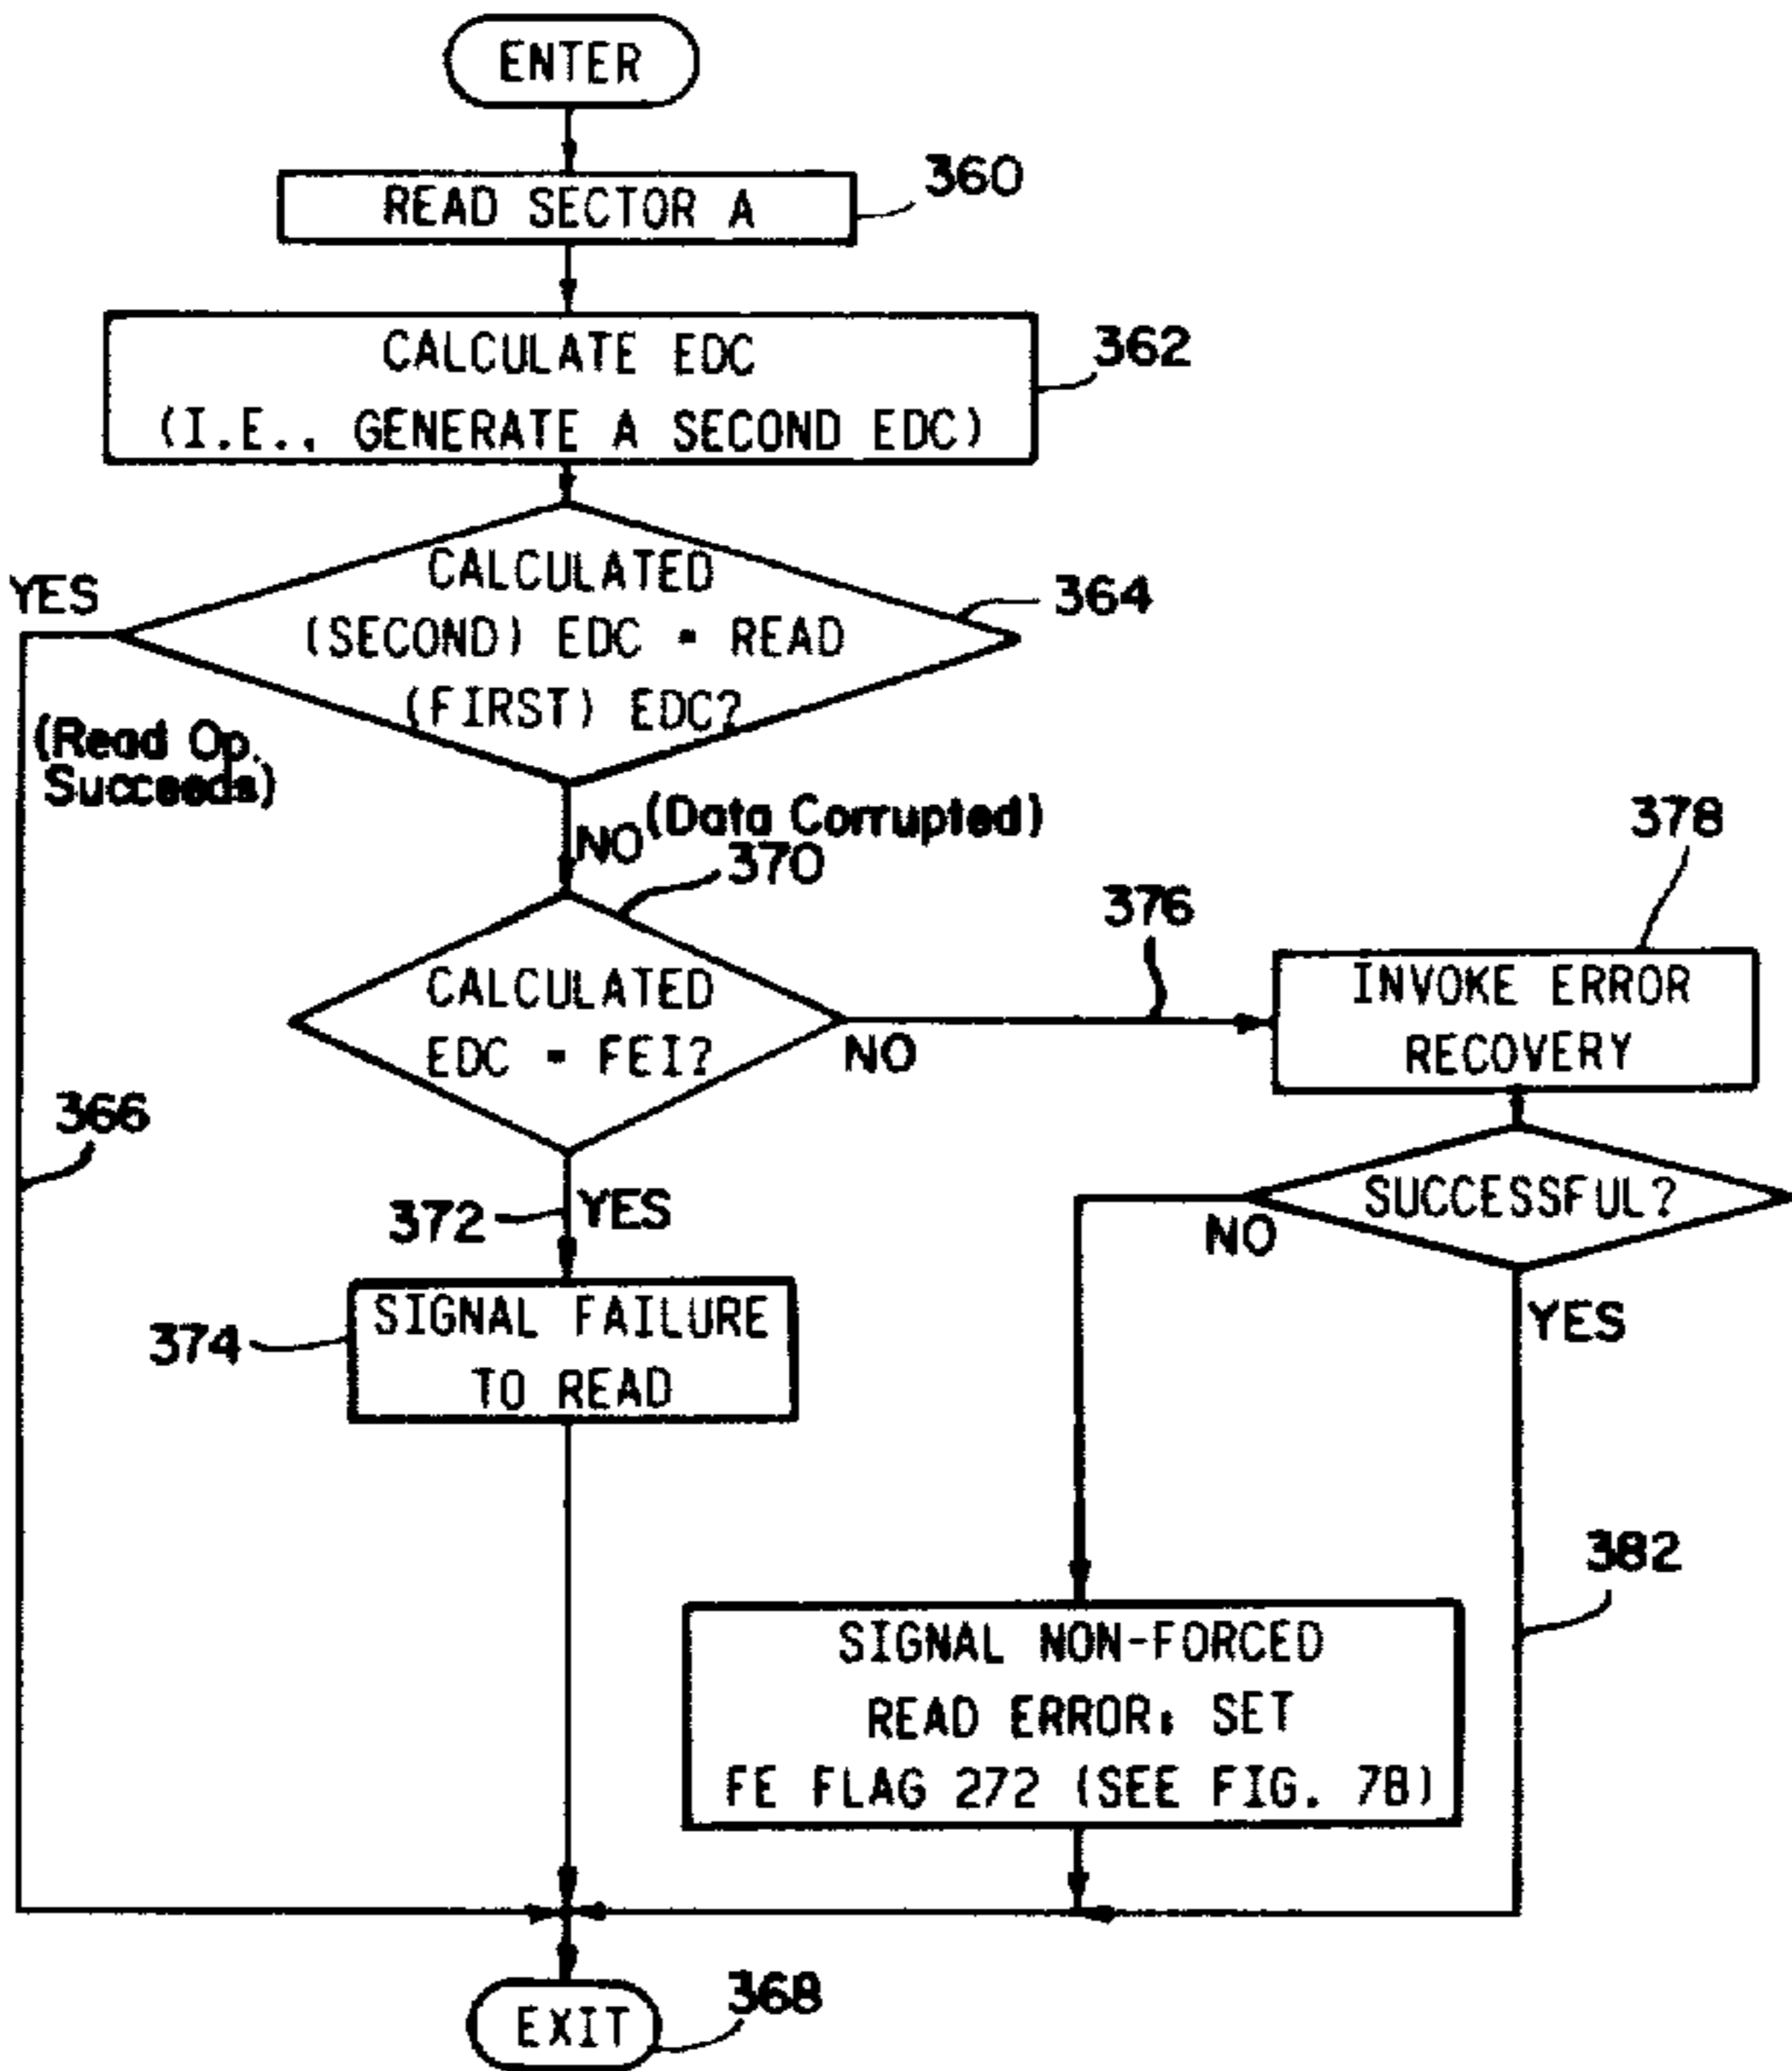 ENTER
READ SECTOR A
360
CALCULATE EDC
(I.E., GENERATE A SECOND EDC)
362
CALCULATED
(SECOND) EDC = READ
(FIRST) EDC?
364
YES
(Read Op.
Succeeds)
NO (Data Corrupted)
370
CALCULATED
EDC = FEI?
NO
376
378
INVOKE ERROR
RECOVERY
366
372
YES
SUCCESSFUL?
NO
YES
374
SIGNAL FAILURE
TO READ
382
SIGNAL NON-FORCED
READ ERROR; SET
FE FLAG 272 (SEE FIG. 7B)
EXIT
368